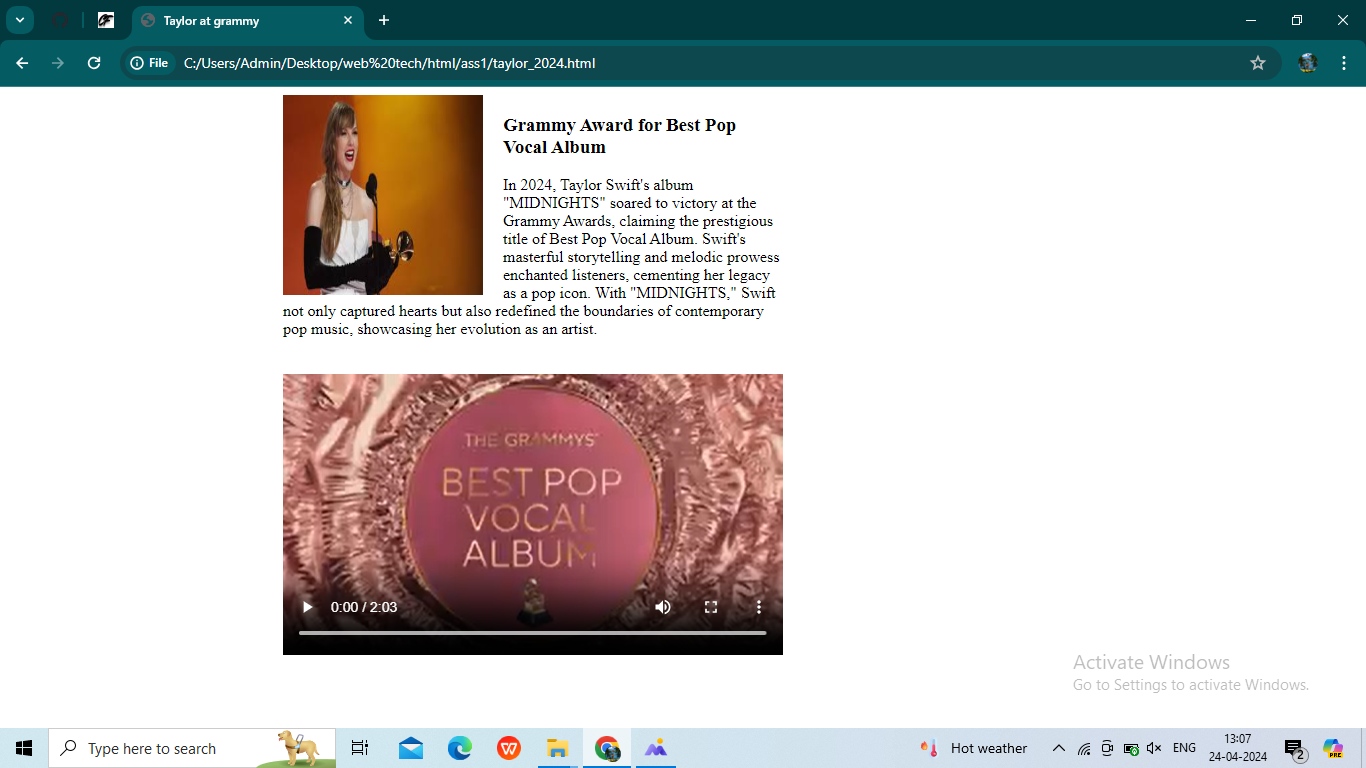 Taylor at grammy
File
C:/Users/Admin/Desktop/web%20tech/html/ass1/taylor_2024.html
Grammy Award for Best Pop
Vocal Album
In 2024, Taylor Swift's album
"MIDNIGHTS" soared to victory at the
Grammy Awards, claiming the prestigious
title of Best Pop Vocal Album. Swift's
masterful storytelling and melodic prowess
enchanted listeners, cementing her legacy
as a pop icon. With "MIDNIGHTS," Swift
not only captured hearts but also redefined the boundaries of contemporary
pop music, showcasing her evolution as an artist.
THE GRAMMYS
BEST POP
VOCAL
ALBUM
0:00 / 2:03
Activate Windows
Go to Settings to activate Windows.
Type here to search
W
Hot weather
ENG
13:07
24-04-2024
2
PRE